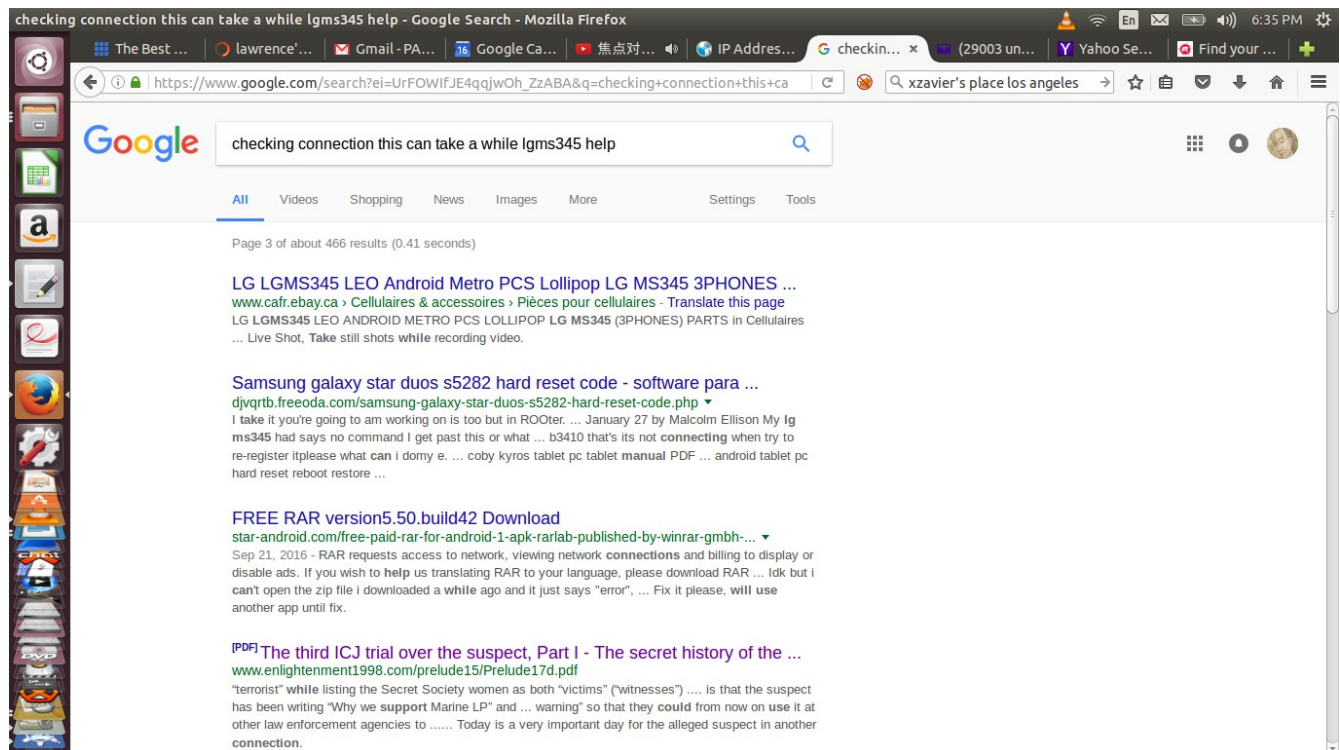 checking connection this can take a while lgms345 help - Google Search - Mozilla Firefox
En
6:35 PM
The Best ...
lawrence'...
Gmail - PA...
16 Google Ca...
焦点对...
IP Addres...
G checkin... ×
(29003 un...
Y Yahoo Se...
Find your ...
https://www.google.com/search?ei=UrFOWIfJE4qqjwOh_ZzABA&q=checking+connection+this+ca
xzavier's place los angeles
Google
checking connection this can take a while lgms345 help
All Videos Shopping News Images More Settings Tools
Page 3 of about 466 results (0.41 seconds)
LG LGMS345 LEO Android Metro PCS Lollipop LG MS345 3PHONES ...
www.cafr.ebay.ca › Cellulaires & accessoires › Pièces pour cellulaires - Translate this page
LG LGMS345 LEO ANDROID METRO PCS LOLLIPOP LG MS345 (3PHONES) PARTS in Cellulaires
... Live Shot, Take still shots while recording video.
Samsung galaxy star duos s5282 hard reset code - software para ...
djvqrtb.freeoda.com/samsung-galaxy-star-duos-s5282-hard-reset-code.php
I take it you're going to am working on is too but in ROOter. ... January 27 by Malcolm Ellison My lg
ms345 had says no command I get past this or what ... b3410 that's its not connecting when try to
re-register itplease what can i domy e. ... coby kyros tablet pc tablet manual PDF ... android tablet pc
hard reset reboot restore ...
FREE RAR version5.50.build42 Download
star-android.com/free-paid-rar-for-android-1-apk-rarlab-published-by-winrar-gmbh-...
Sep 21, 2016 - RAR requests access to network, viewing network connections and billing to display or
disable ads. If you wish to help us translating RAR to your language, please download RAR ... Idk but i
can't open the zip file i downloaded a while ago and it just says "error", ... Fix it please, will use
another app until fix.
[PDF] The third ICJ trial over the suspect, Part I - The secret history of the ...
www.enlightenment1998.com/prelude15/Prelude17d.pdf
“terrorist” while listing the Secret Society women as both “victims” (“witnesses”) .... is that the suspect
has been writing “Why we support Marine LP” and ... warning” so that they could from now on use it at
other law enforcement agencies to ...... Today is a very important day for the alleged suspect in another
connection.
a
DVD